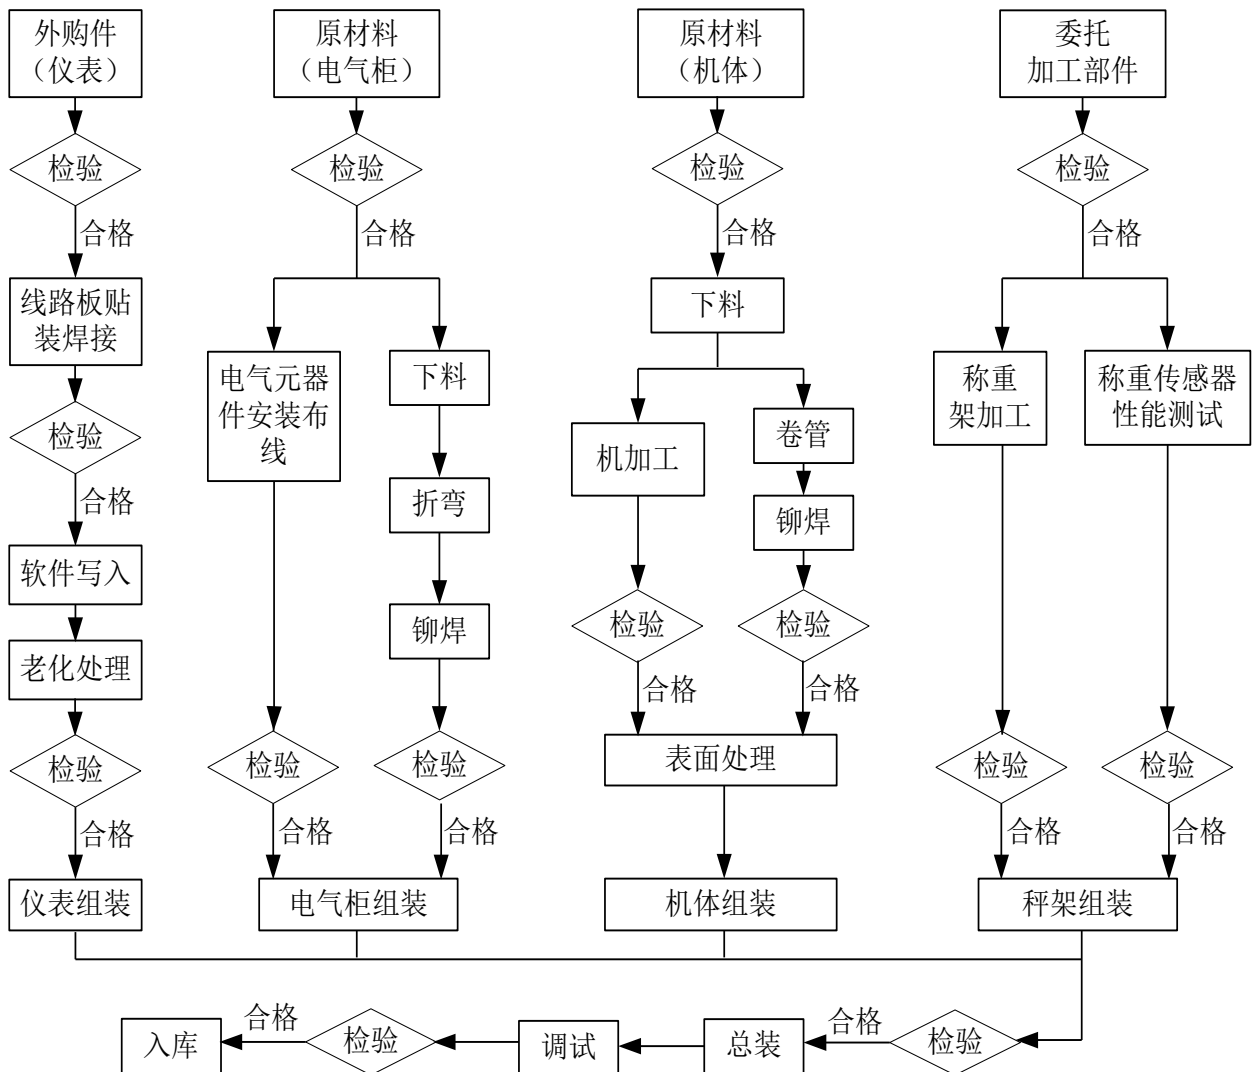 外购件
（仪表）
原材料
（电气柜）
原材料
（机体）
委托
加工部件
检验
检验
检验
检验
合格
合格
合格
合格
线路板贴
装焊接
下料
电气元器
件安装布
线
下料
称重
架加工
称重传感器
性能测试
检验
机加工
卷管
合格
折弯
铆焊
软件写入
铆焊
检验
检验
老化处理
合格
合格
检验
检验
检验
表面处理
检验
检验
合格
合格
合格
合格
合格
仪表组装
电气柜组装
机体组装
秤架组装
入库
合格
检验
调试
总装
合格
检验